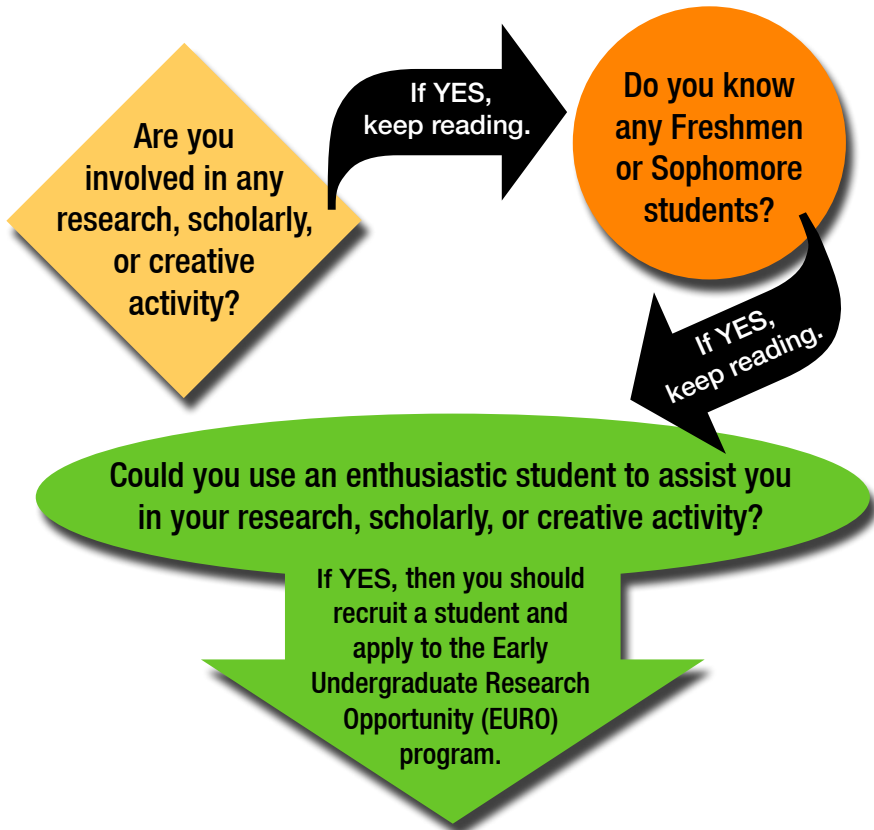 Are you
involved in any
research, scholarly,
or creative
activity?
If YES,
keep reading.
Do you know
any Freshmen
or Sophomore
students?
If YES,
keep reading.
Could you use an enthusiastic student to assist you
in your research, scholarly, or creative activity?
If YES, then you should
recruit a student and
apply to the Early
Undergraduate Research
Opportunity (EURO)
program.